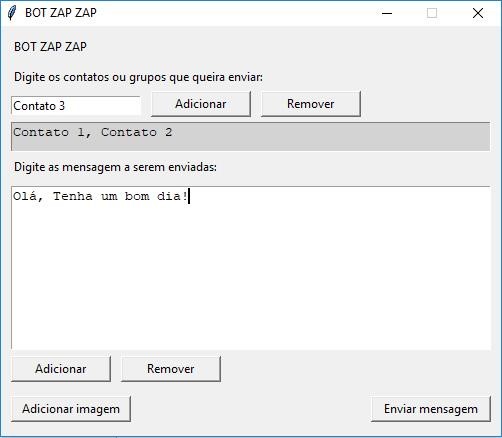 BOT ZAP ZAP
BOT ZAP ZAP
Digite os contatos ou grupos que queira enviar:
Contato 3 Adicionar Remover
Contato 1, Contato 2
Digite as mensagem a serem enviadas:
Olá, Tenha um bom dia!
Adicionar Remover
Adicionar imagem Enviar mensagem